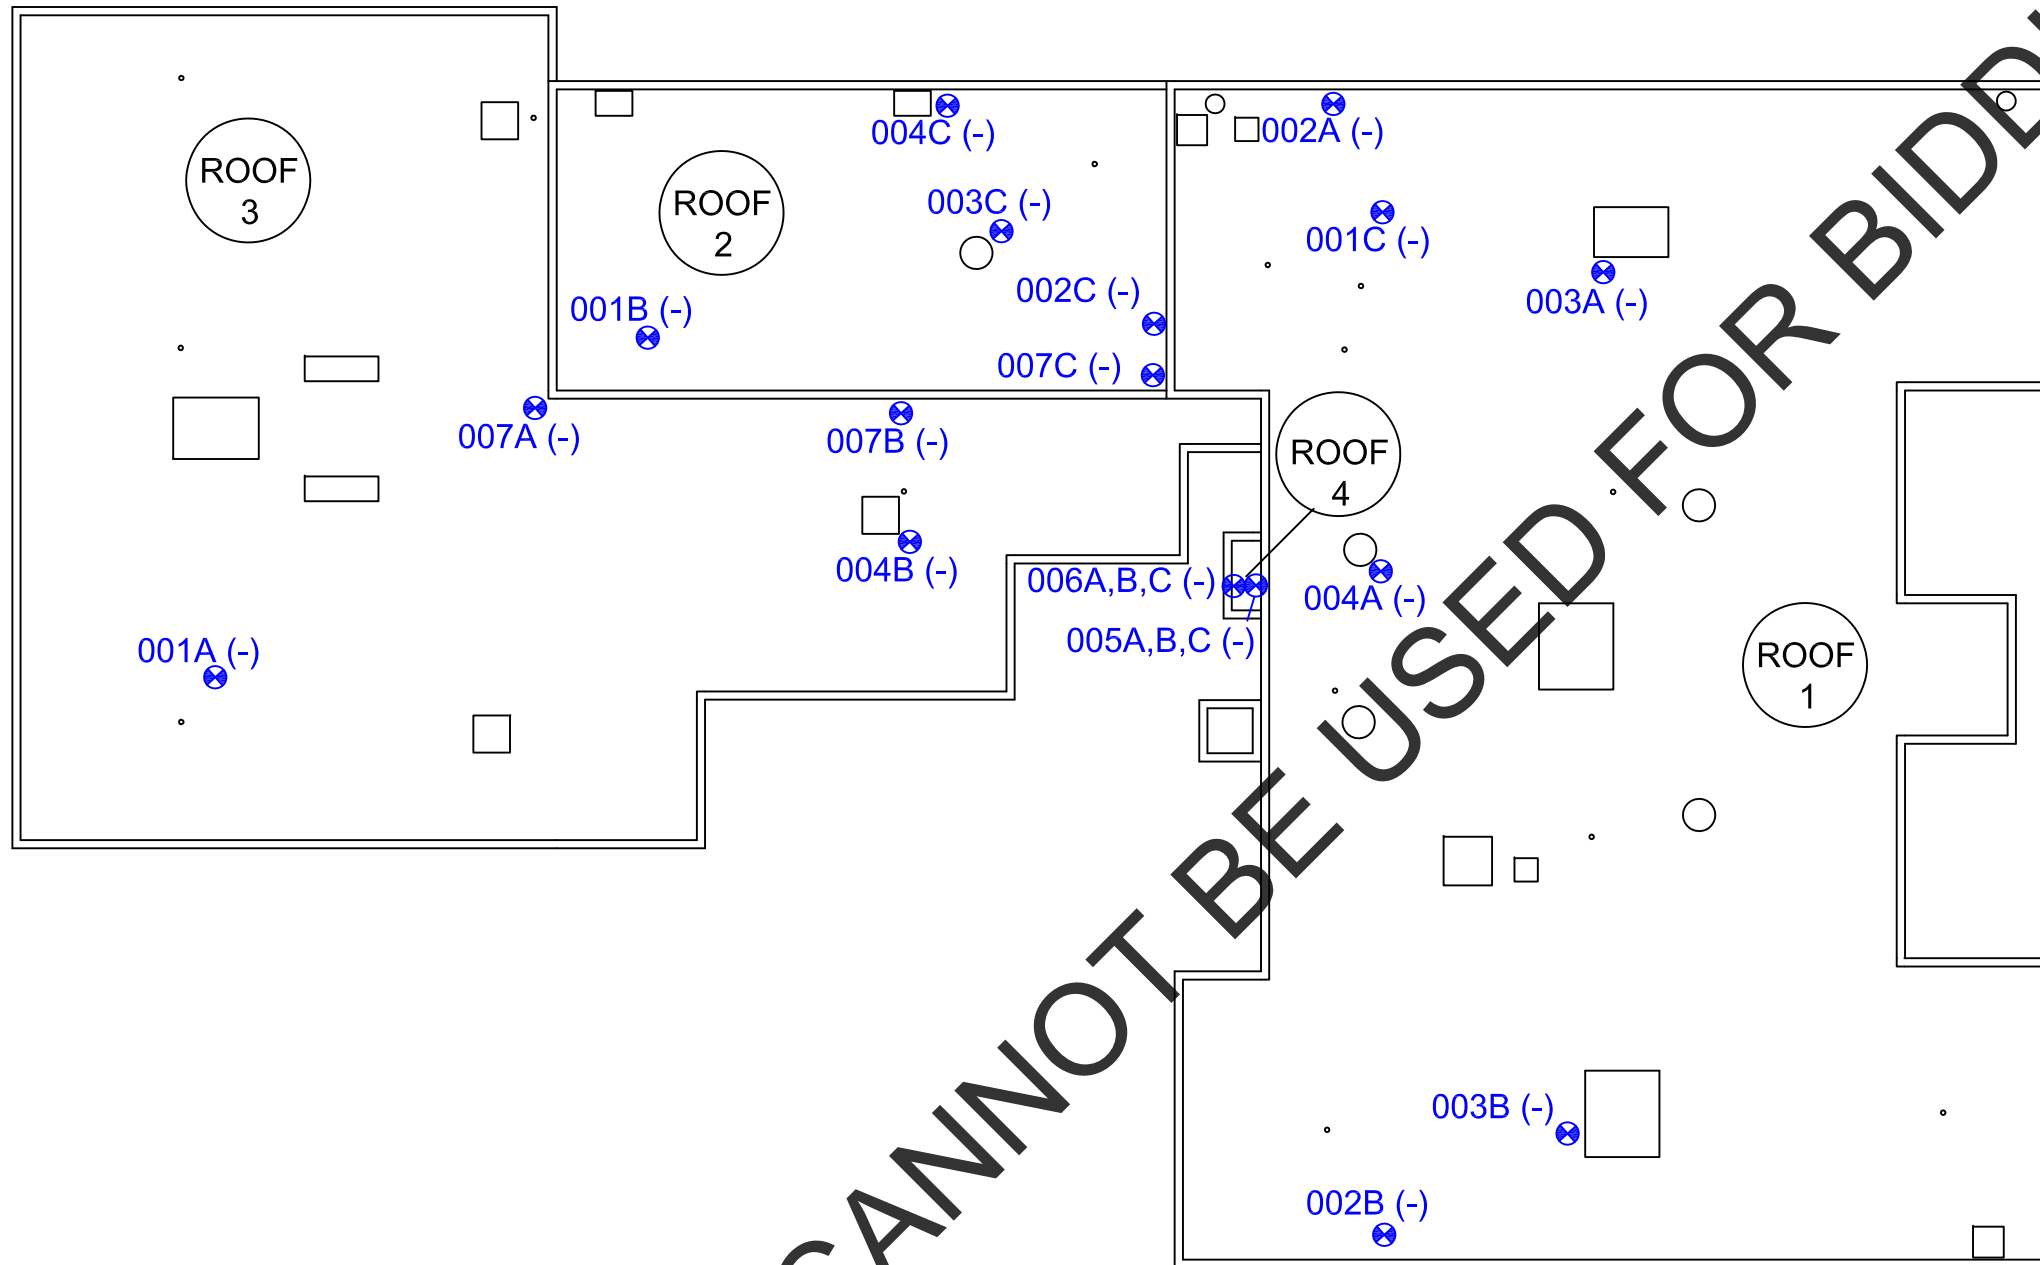 004C (-)
002A (-)
ROOF
3
ROOF
2
003C (-)
001C (-)
001B (-)
002C (-)
003A (-)
007C (-)
007A (-)
007B (-)
ROOF
4
004B (-)
006A,B,C (-)
004A (-)
005A,B,C (-)
001A (-)
ROOF
1
003B (-)
002B (-)
CANNOT BE USED FOR BIDD